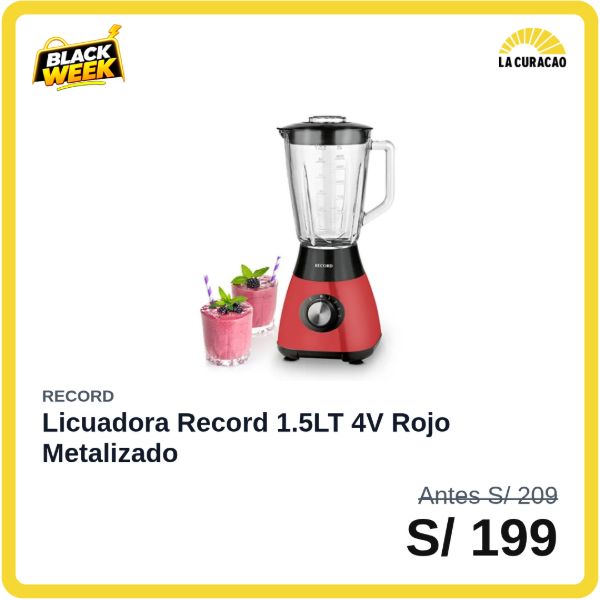 BLACK
WEEK
LA CURACAO
RECORD
RECORD
Licuadora Record 1.5LT 4V Rojo
Metalizado
Antes S/ 209
S/ 199